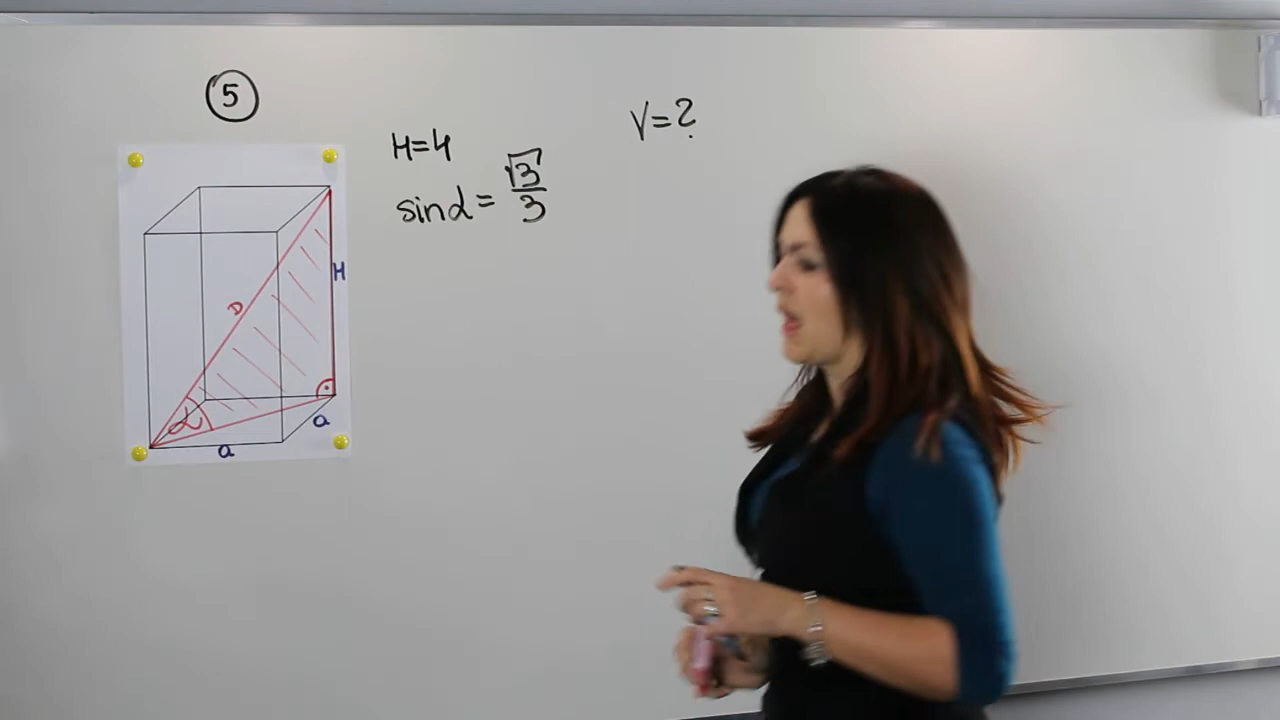 5
H=4
sinα = √3/3
V=?
H
D
α
a
a